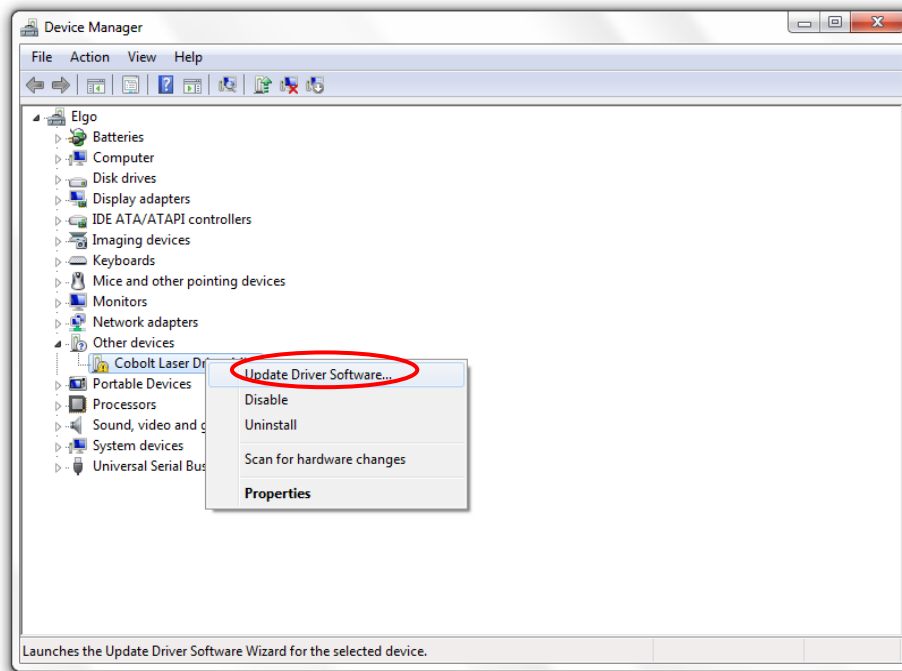 Device Manager
File Action View Help
Elgo
Batteries
Computer
Disk drives
Display adapters
IDE ATA/ATAPI controllers
Imaging devices
Keyboards
Mice and other pointing devices
Monitors
Network adapters
Other devices
Cobolt Laser
Update Driver Software...
Portable Devices
Disable
Processors
Sound, video and
Uninstall
System devices
Scan for hardware changes
Universal Serial
Properties
Launches the Update Driver Software Wizard for the selected device.